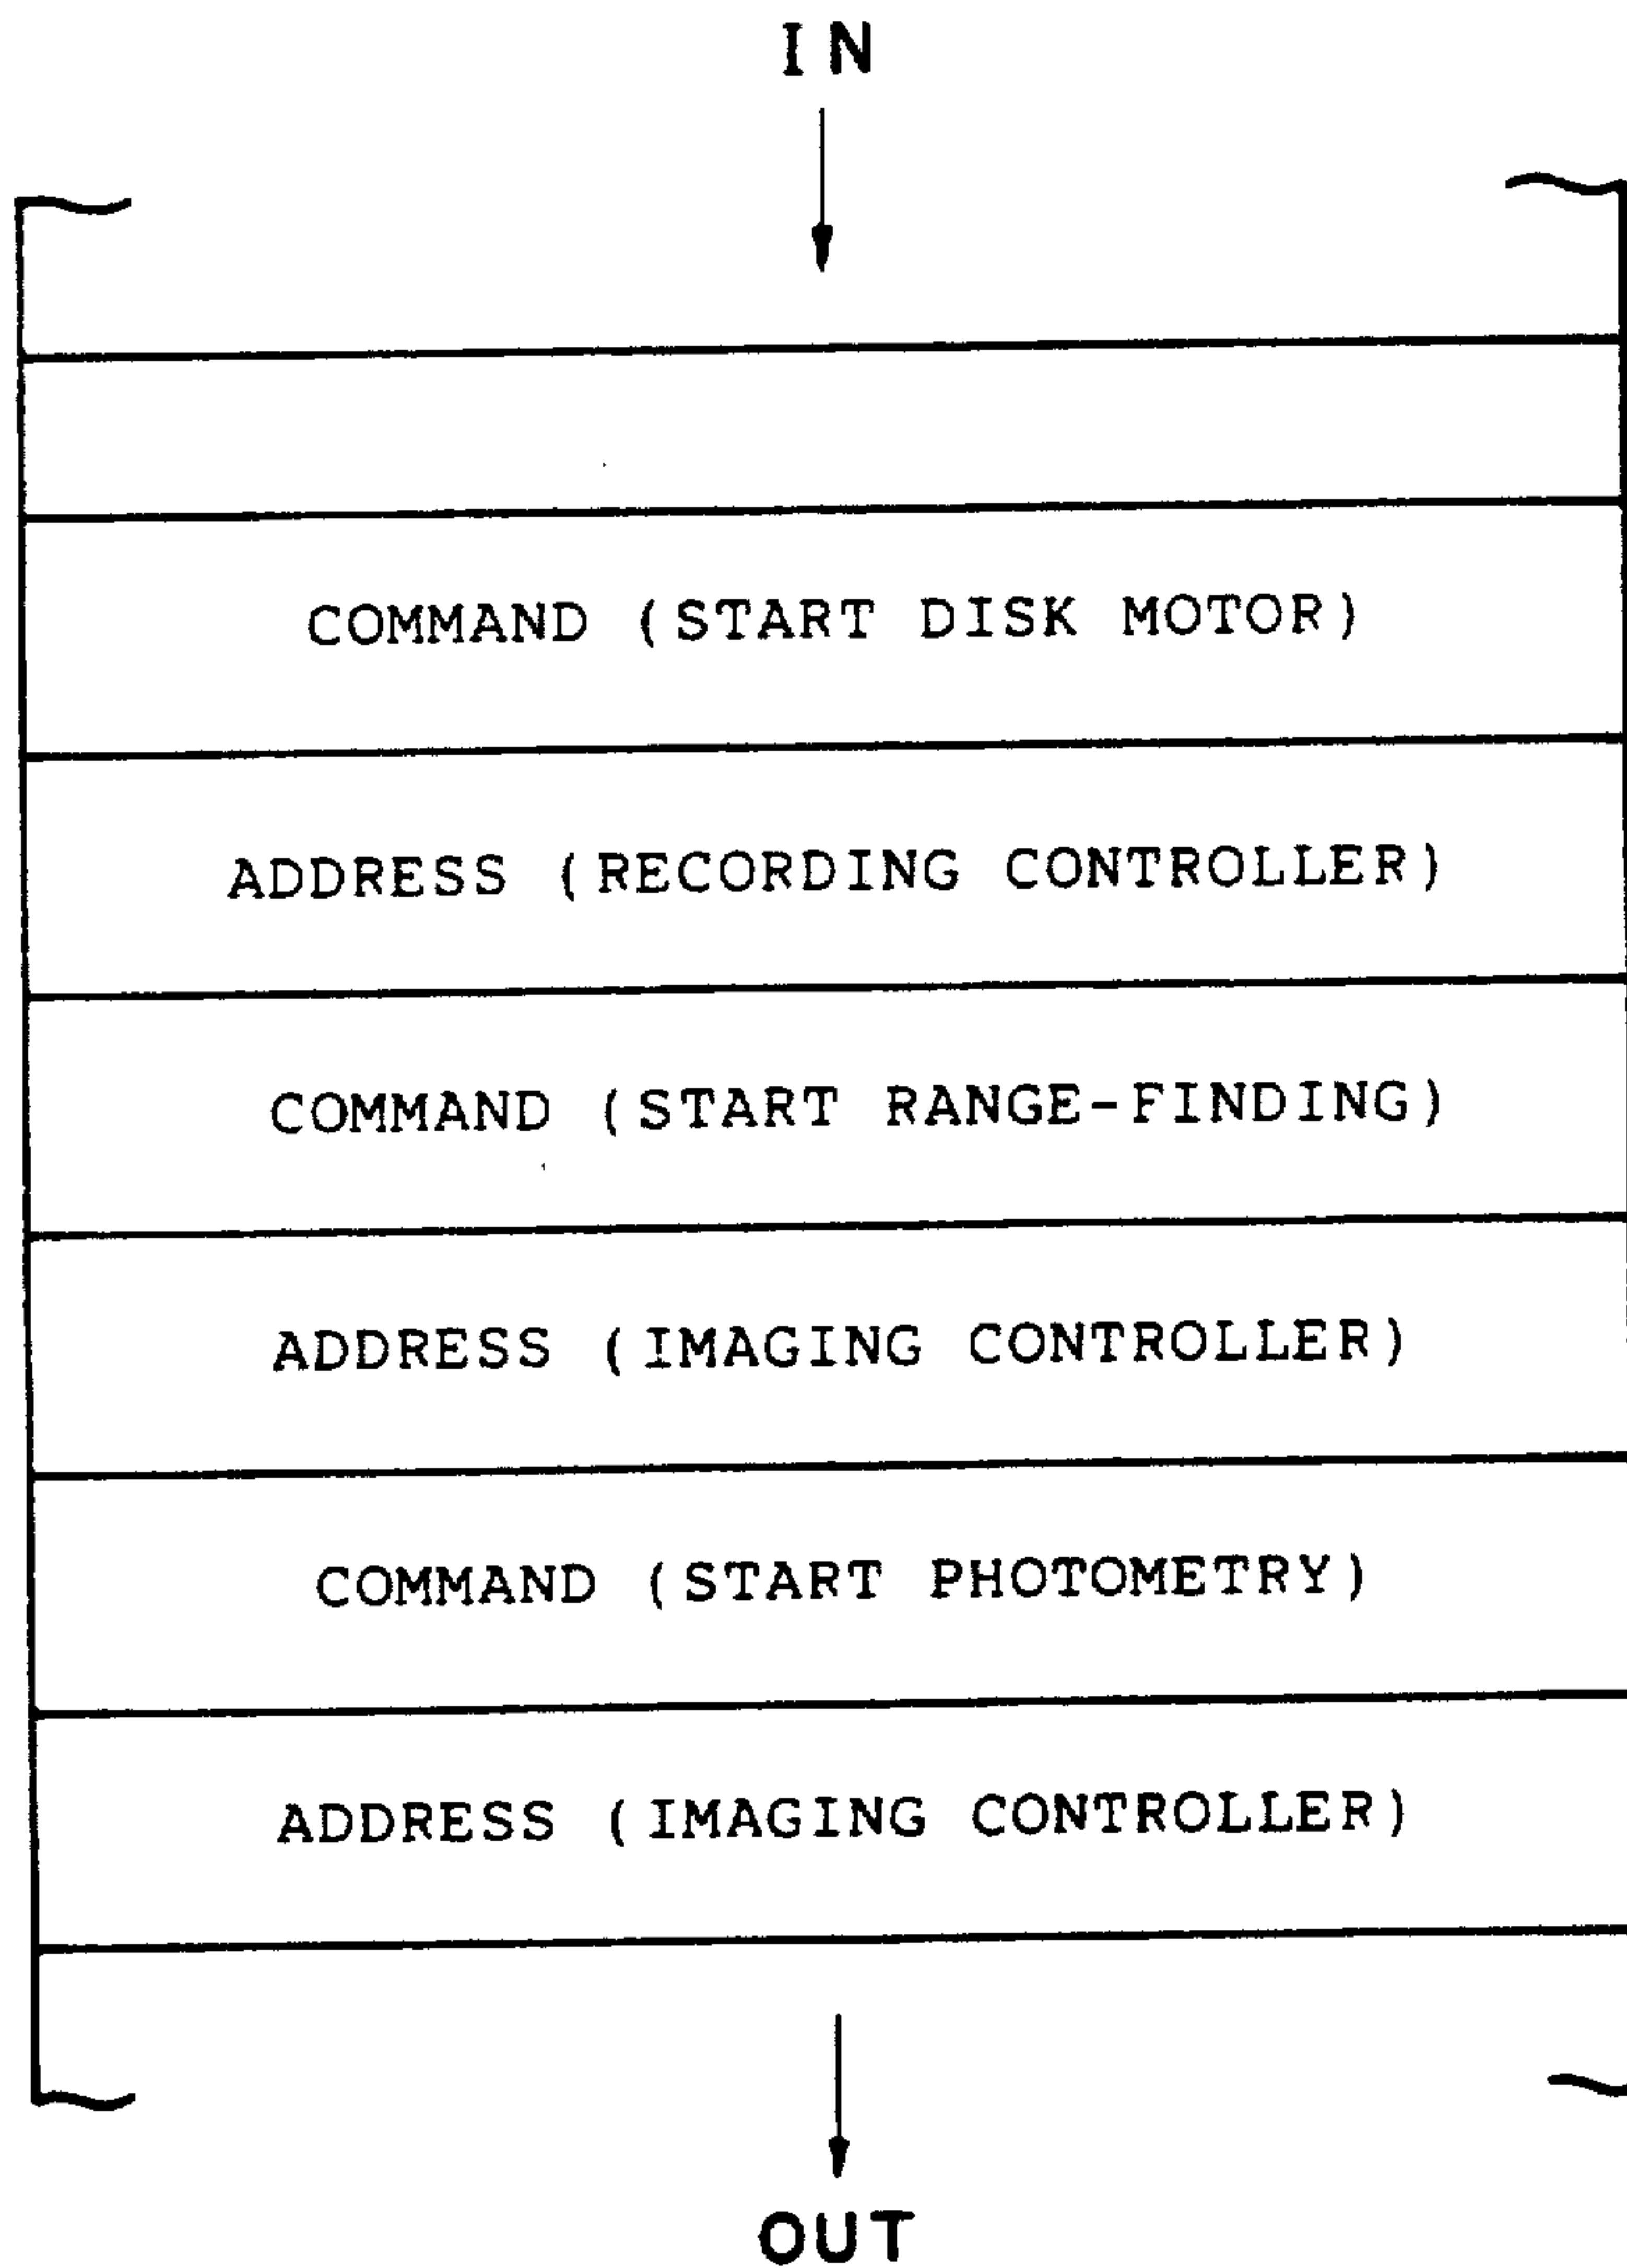 IN
COMMAND (START DISK MOTOR)
ADDRESS (RECORDING CONTROLLER)
COMMAND (START RANGE-FINDING)
ADDRESS (IMAGING CONTROLLER)
COMMAND (START PHOTOMETRY)
ADDRESS (IMAGING CONTROLLER)
OUT